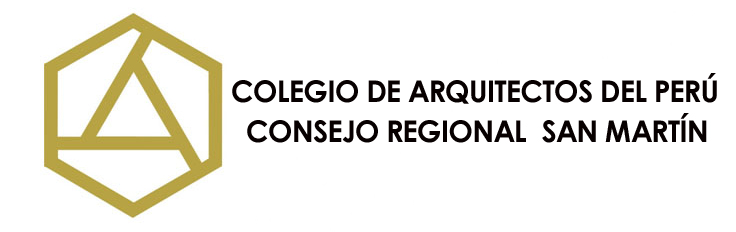 COLEGIO DE ARQUITECTOS DEL PERÚ
CONSEJO REGIONAL SAN MARTÍN